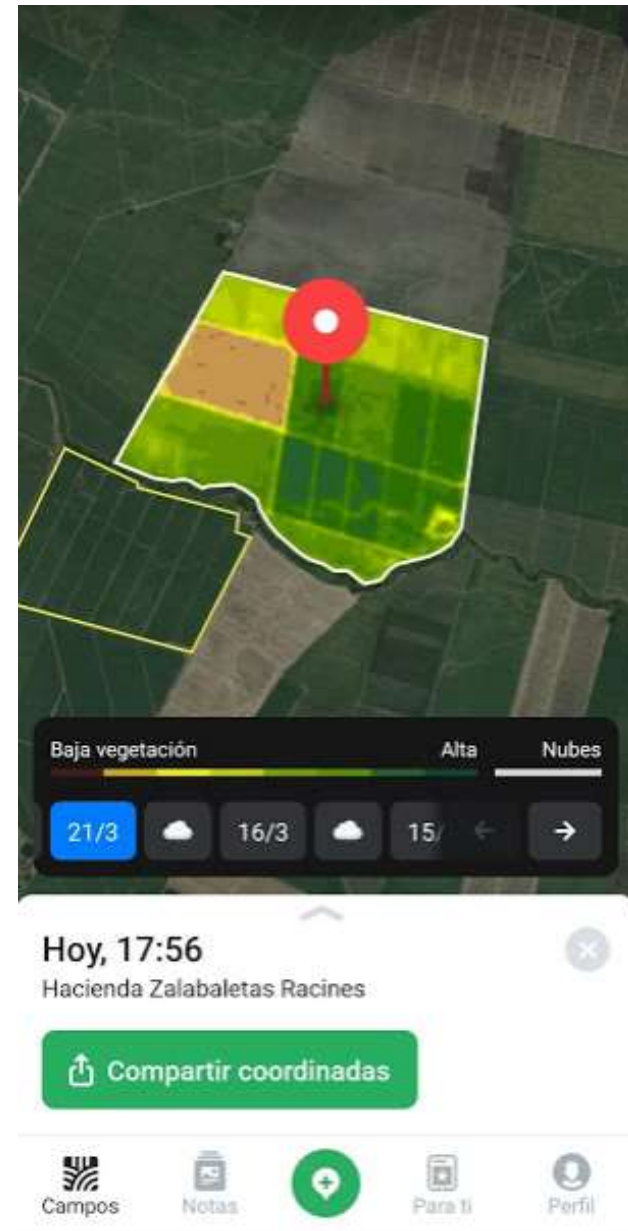 Baja vegetación Alta Nubes
21/3 16/3 15/
Hoy, 17:56
Hacienda Zalabaletas Racines
Compartir coordinadas
Campos Notas Para ti Perfil